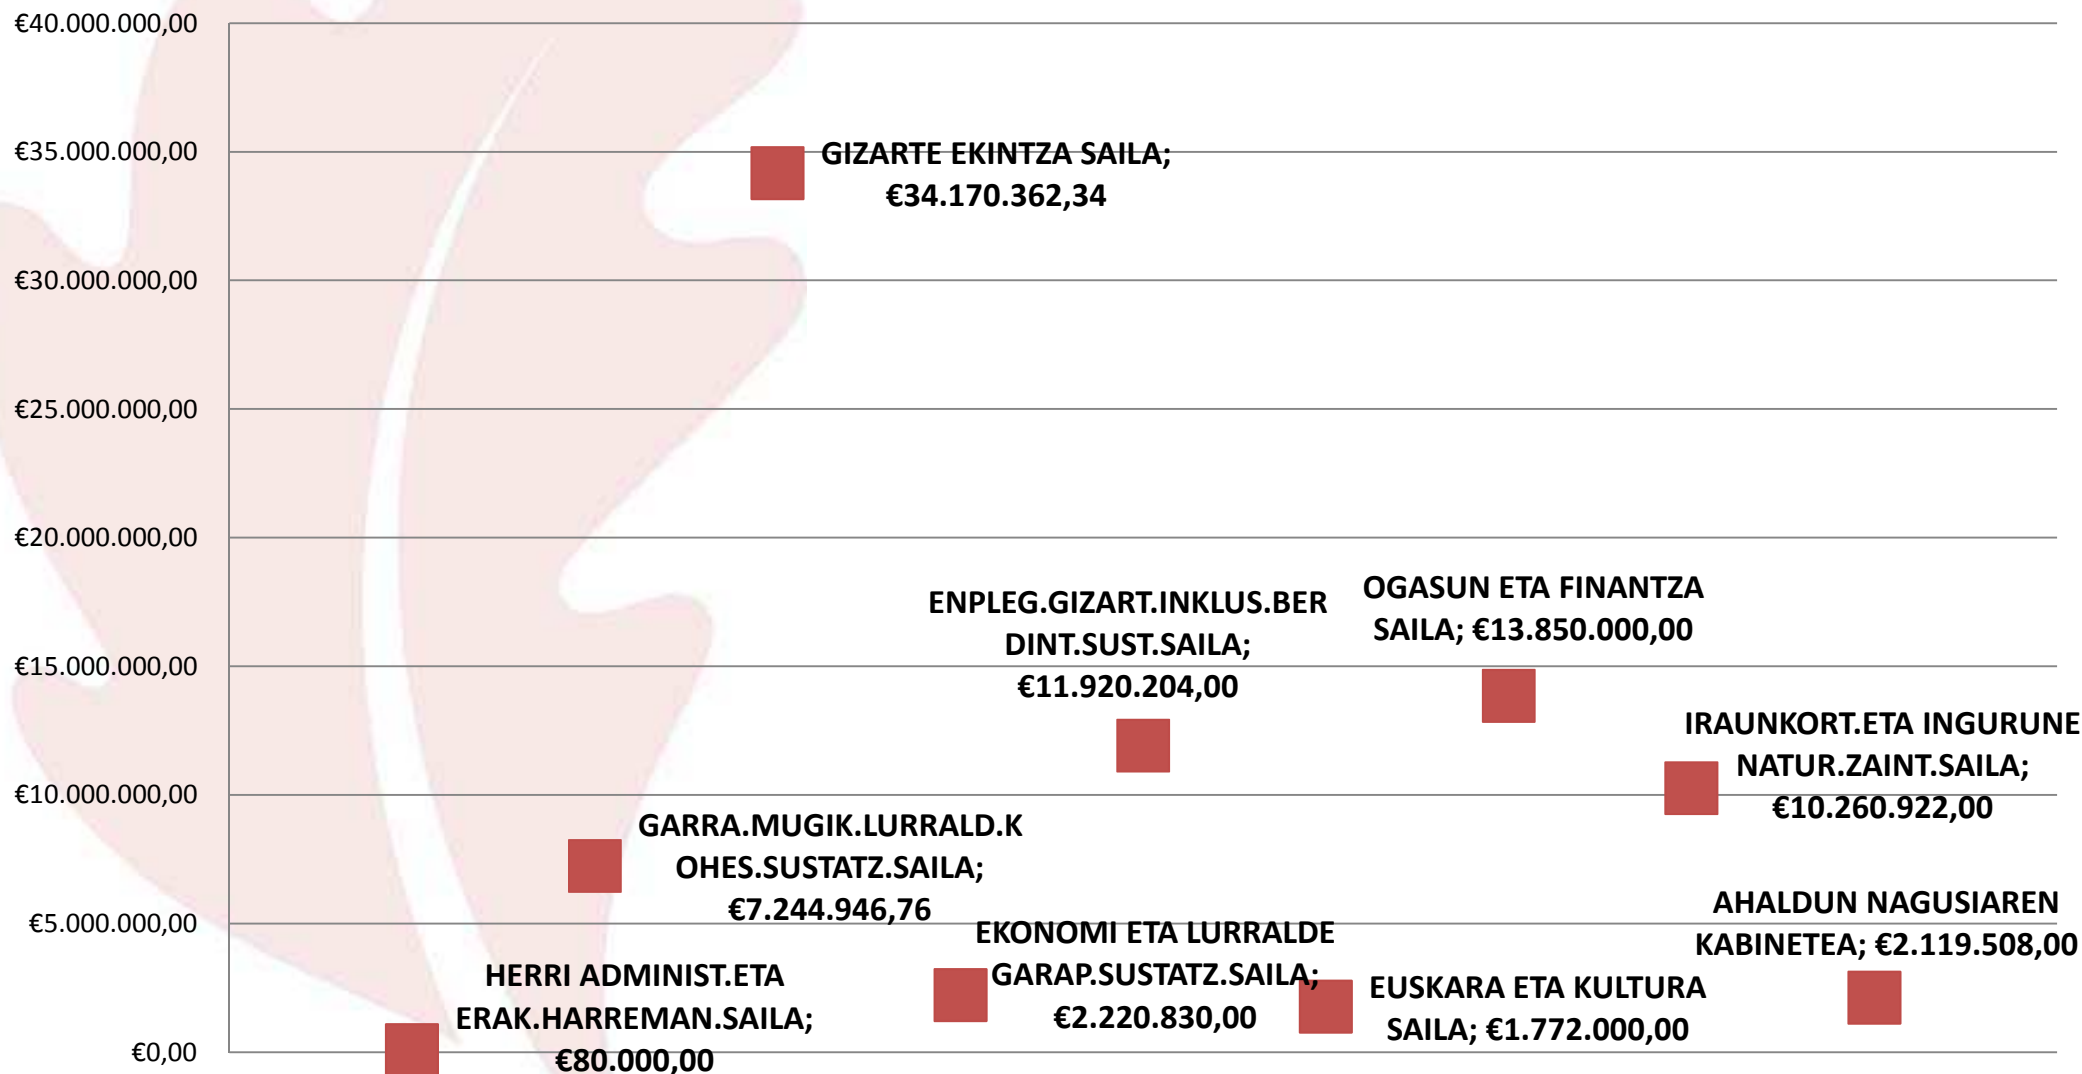 €40.000.000,00
€35.000.000,00
€30.000.000,00
€25.000.000,00
€20.000.000,00
€15.000.000,00
€10.000.000,00
€5.000.000,00
€0,00
GIZARTE EKINTZA SAILA;
€34.170.362,34
ENPLEG.GIZART.INKLUS.BER
DINT.SUST.SAILA;
€11.920.204,00
OGASUN ETA FINANTZA
SAILA; €13.850.000,00
IRAUNKORT.ETA INGURUNE
NATUR.ZAINT.SAILA;
€10.260.922,00
GARRA.MUGIK.LURRALD.K
OHES.SUSTATZ.SAILA;
€7.244.946,76
AHALDUN NAGUSIAREN
KABINETEA; €2.119.508,00
EKONOMI ETA LURRALDE
GARAP.SUSTATZ.SAILA;
€2.220.830,00
HERRI ADMINIST.ETA
ERAK.HARREMAN.SAILA;
€80.000,00
EUSKARA ETA KULTURA
SAILA; €1.772.000,00